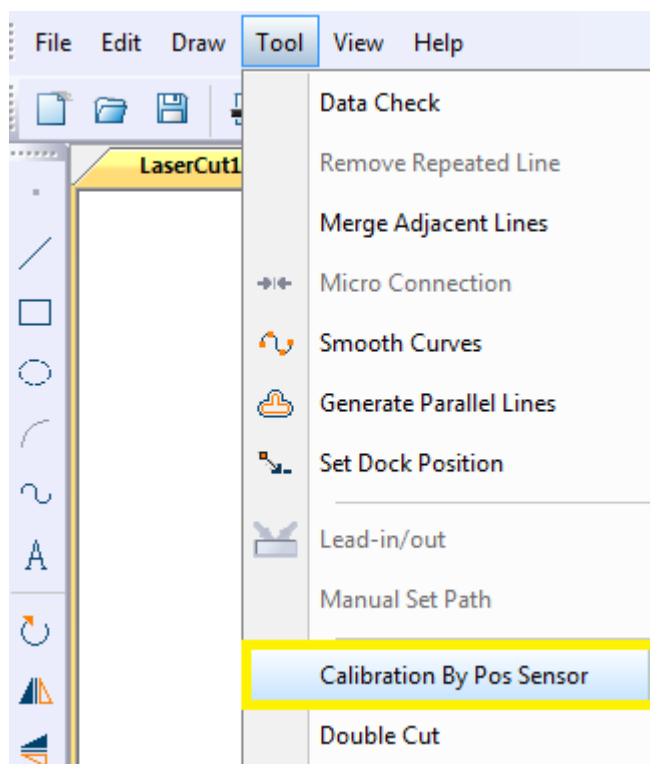 File Edit Draw Tool View Help
LaserCut1
Data Check
Remove Repeated Line
Merge Adjacent Lines
Micro Connection
Smooth Curves
Generate Parallel Lines
Set Dock Position
Lead-in/out
Manual Set Path
Calibration By Pos Sensor
Double Cut